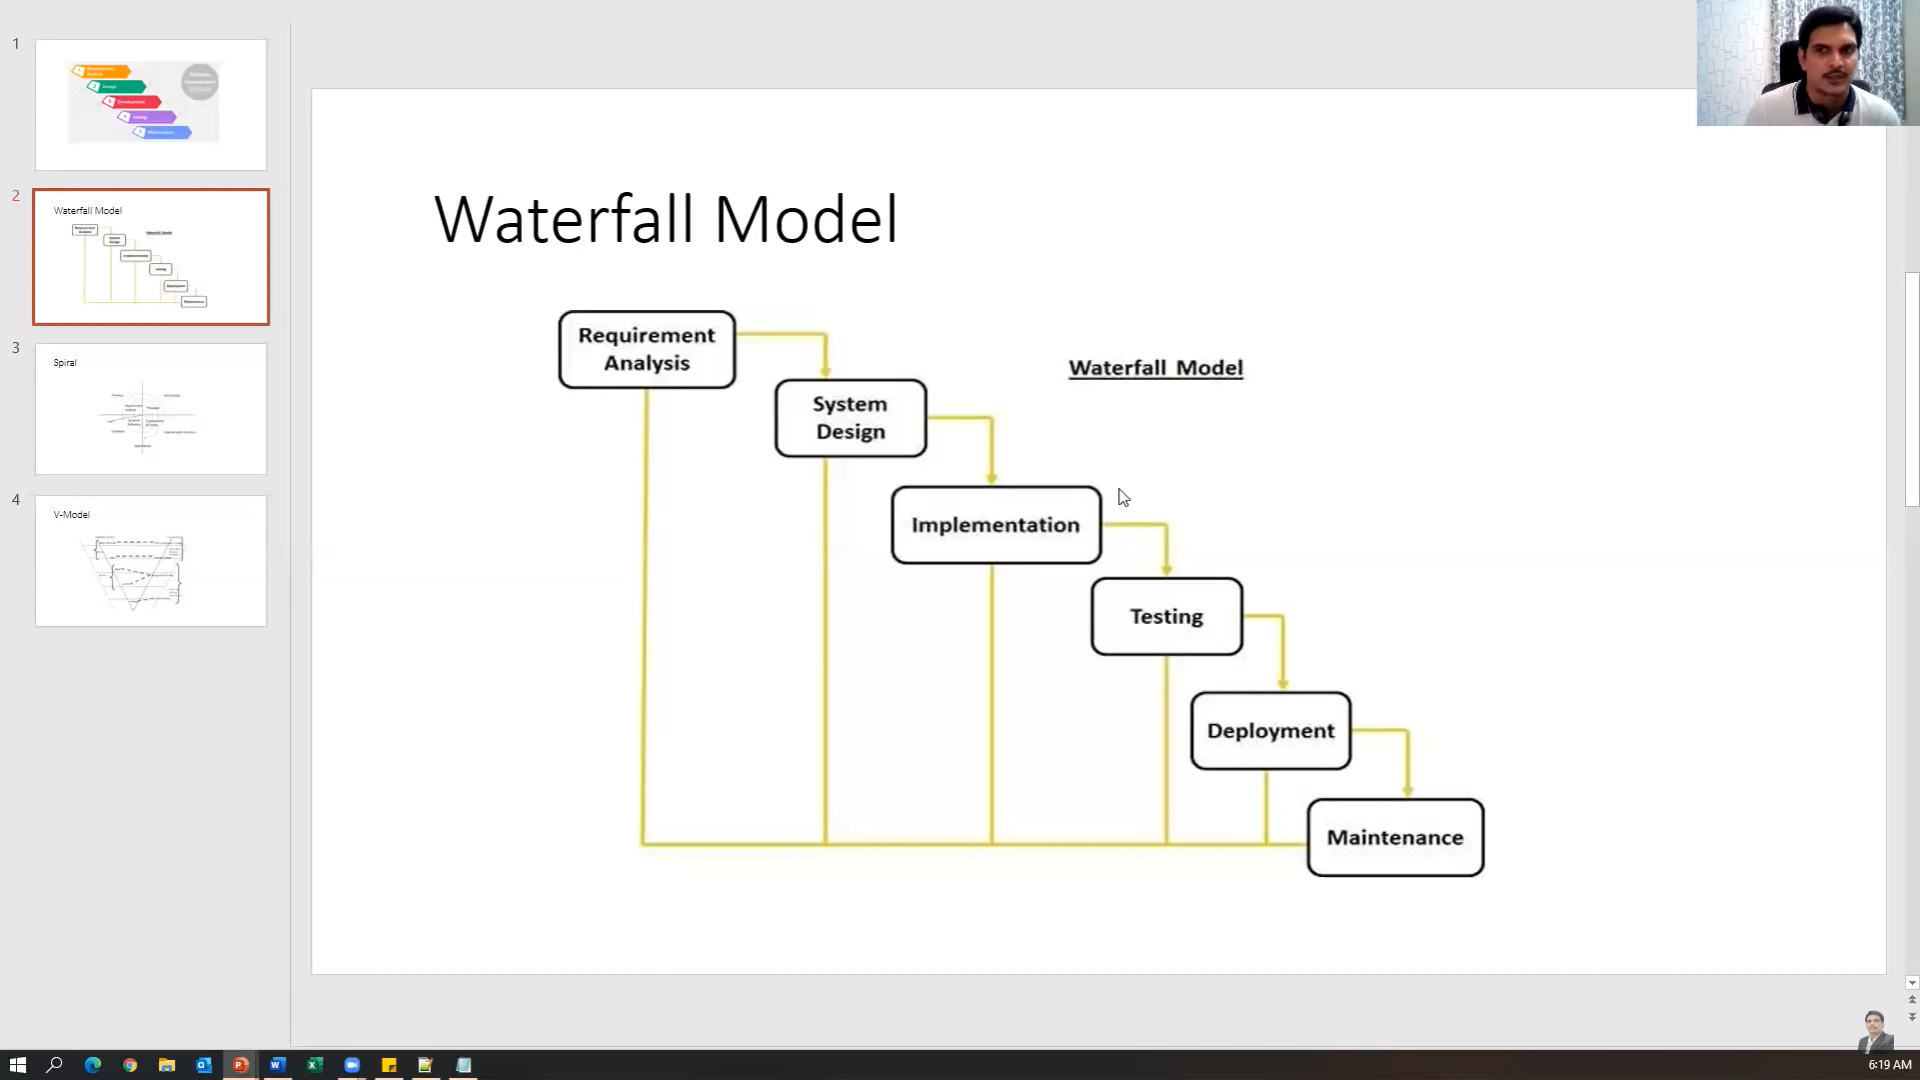 1
2
Waterfall Model
3
Spiral
4
V-Model
Waterfall Model
Requirement
Analysis
Waterfall Model
System
Design
Implementation
Testing
Deployment
Maintenance
6:19 AM